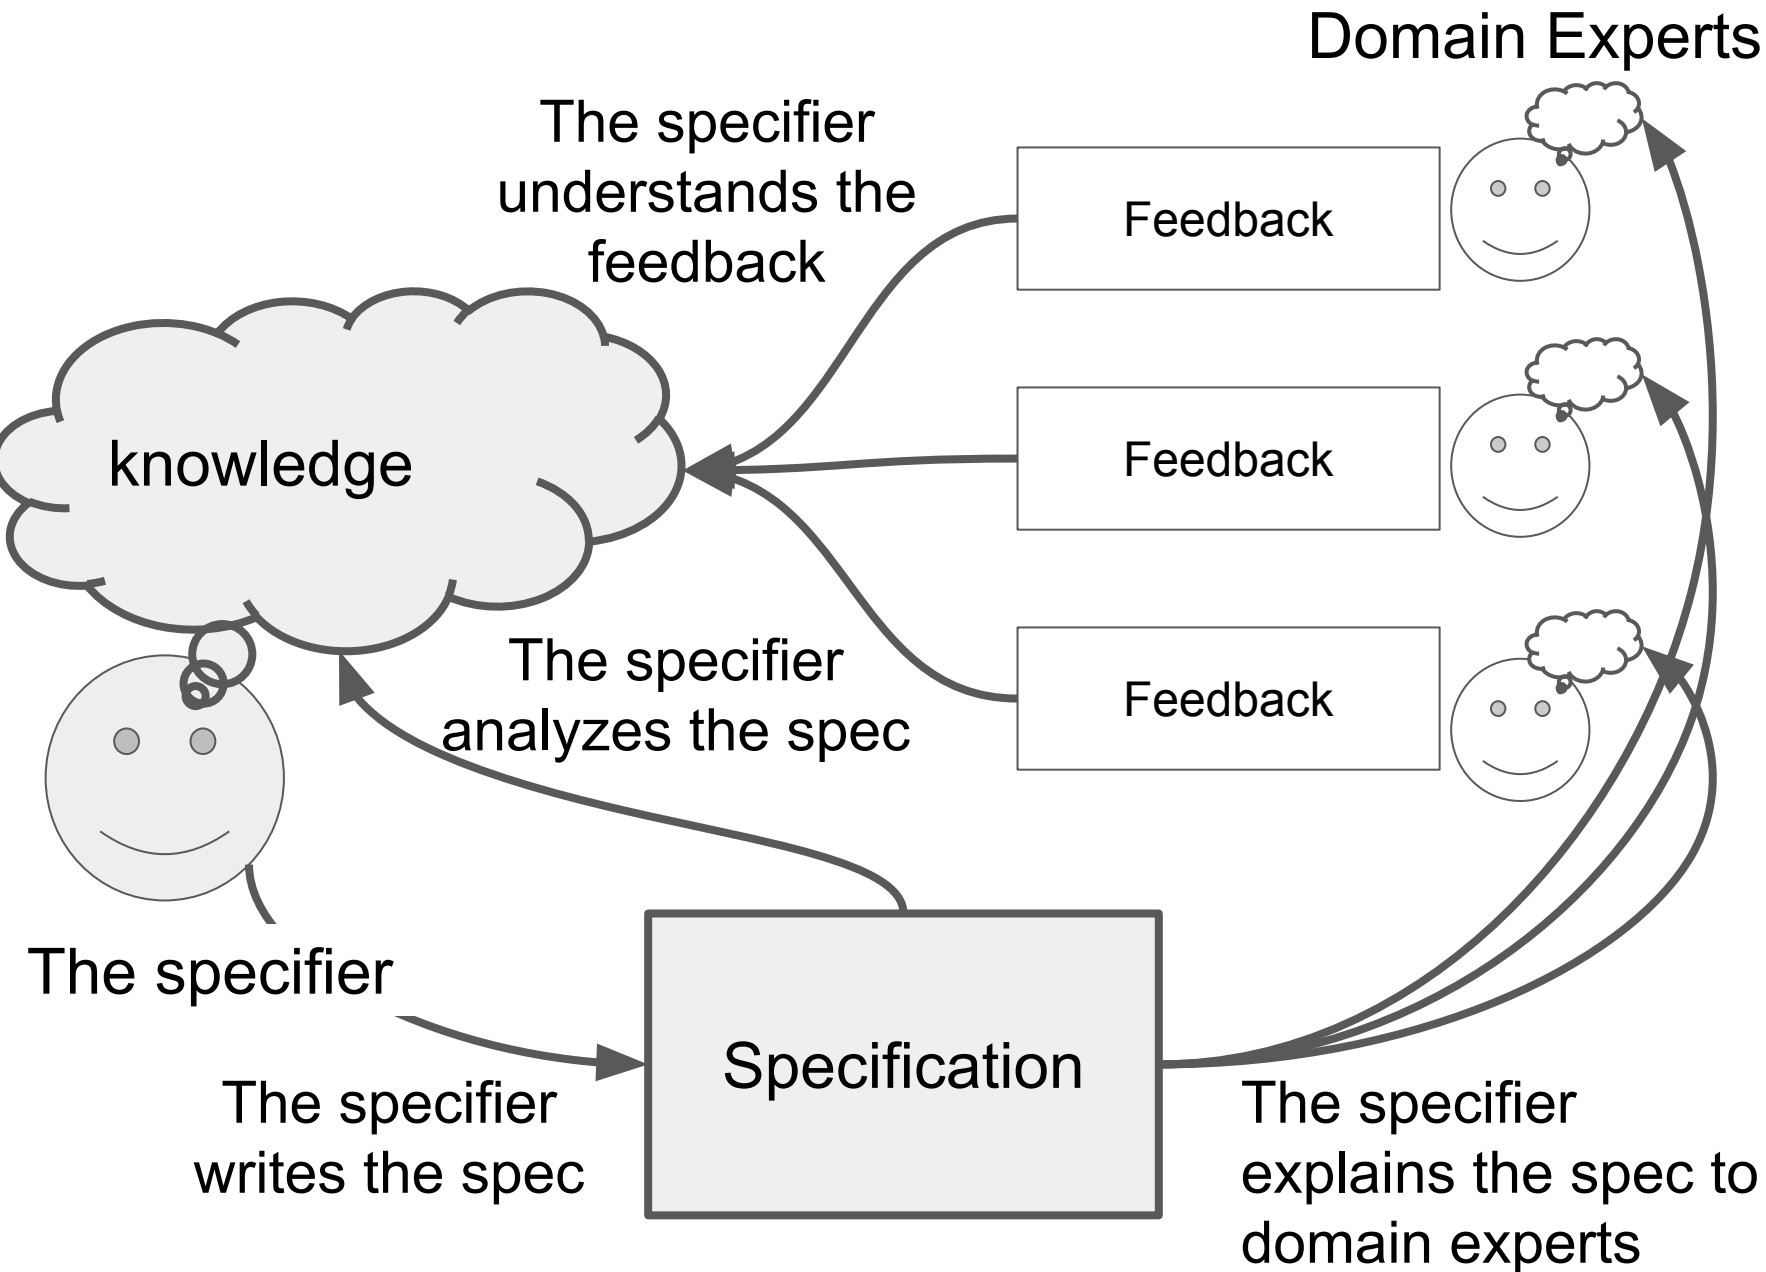 Domain Experts
The specifier
understands the
feedback
Feedback
knowledge
Feedback
The specifier
analyzes the spec
Feedback
The specifier
Specification
The specifier
writes the spec
The specifier
explains the spec to
domain experts